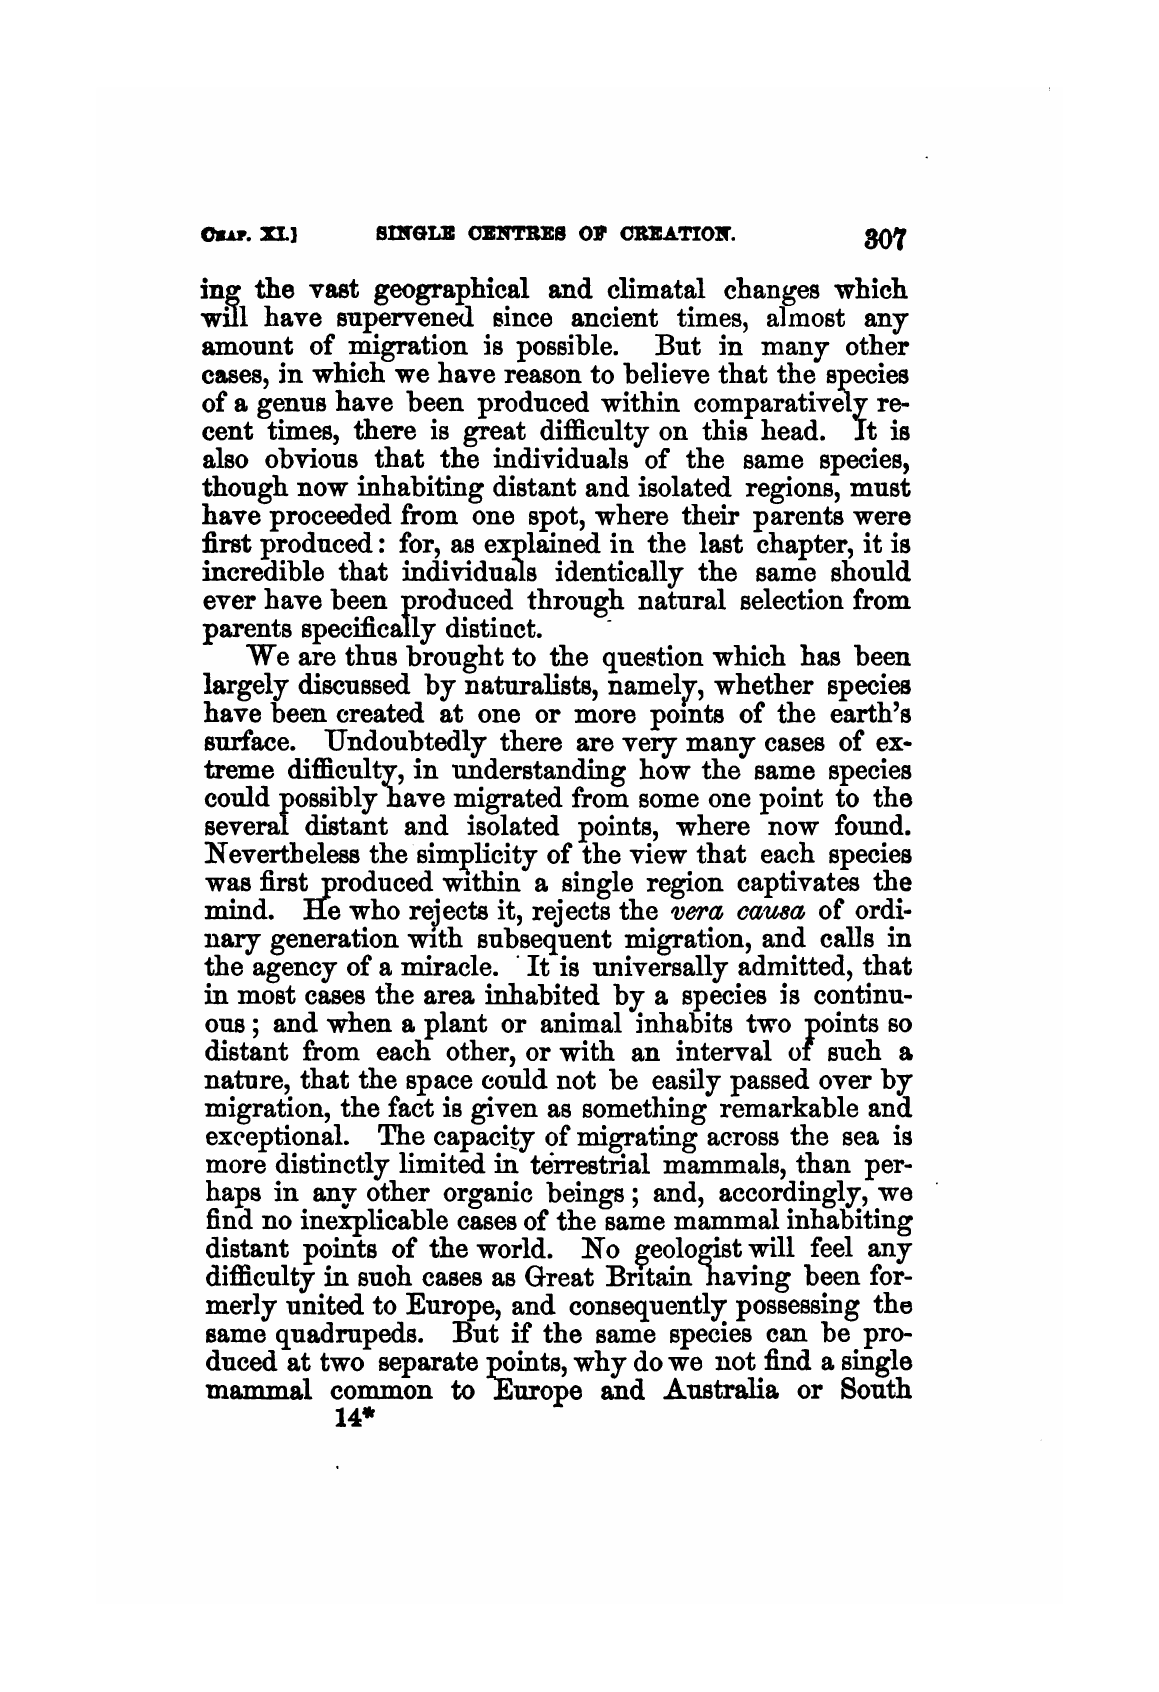 CHAP. XI.] SINGLE CENTRES OF CREATION. 307
ing the vast geographical and climatal changes which
will have supervened since ancient times, almost any
amount of migration is possible. But in many other
cases, in which we have reason to believe that the species
of a genus have been produced within comparatively re-
cent times, there is great difficulty on this head. It is
also obvious that the individuals of the same species,
though now inhabiting distant and isolated regions, must
have proceeded from one spot, where their parents were
first produced: for, as explained in the last chapter, it is
incredible that individuals identically the same should
ever have been produced through natural selection from
parents specifically distinct.
We are thus brought to the question which has been
largely discussed by naturalists, namely, whether species
have been created at one or more points of the earth's
surface. Undoubtedly there are very many cases of ex-
treme difficulty, in understanding how the same species
could possibly have migrated from some one point to the
several distant and isolated points, where now found.
Nevertheless the simplicity of the view that each species
was first produced within a single region captivates the
mind. He who rejects it, rejects the vera causa of ordi-
nary generation with subsequent migration, and calls in
the agency of a miracle. It is universally admitted, that
in most cases the area inhabited by a species is continu-
ous; and when a plant or animal inhabits two points so
distant from each other, or with an interval of such a
nature, that the space could not be easily passed over by
migration, the fact is given as something remarkable and
exceptional. The capacity of migrating across the sea is
more distinctly limited in terrestrial mammals, than per-
haps in any other organic beings; and, accordingly, we
find no inexplicable cases of the same mammal inhabiting
distant points of the world. No geologist will feel any
difficulty in such cases as Great Britain having been for-
merly united to Europe, and consequently possessing the
same quadrupeds. But if the same species can be pro-
duced at two separate points, why do we not find a single
mammal common to Europe and Australia or South
14*